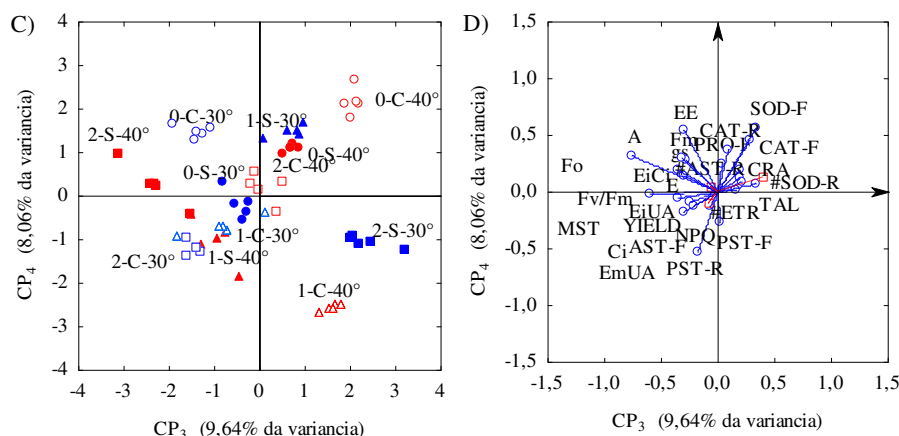 C)
4
3
2
1
0
-1
-2
-3
-4
CP4 (8,06% da variancia)
-4 -3 -2 -1 0 1 2 3 4
CP3 (9,64% da variancia)
0-C-40°
0-C-30°
1-S-30°
2-S-40°
0-S-40°
2-C-40°
0-S-30°
1-C-30°
2-S-30°
1-S-40°
2-C-30°
1-C-40°
D)
1,5
1,0
0,5
0,0
-0,5
-1,0
-1,5
CP4 (8,06% da variancia)
-1,5 -1,0 -0,5 0,0 0,5 1,0 1,5
CP3 (9,64% da variancia)
EE SOD-F
A Fm CAT-R
PRO-F CAT-F
Fo gs #AST-R CRA
EiCi E #SOD-R
Fv/Fm EiUA #ETR TAL
MST YIELD NPQ
Ci AST-F PST-F
EmUA PST-R